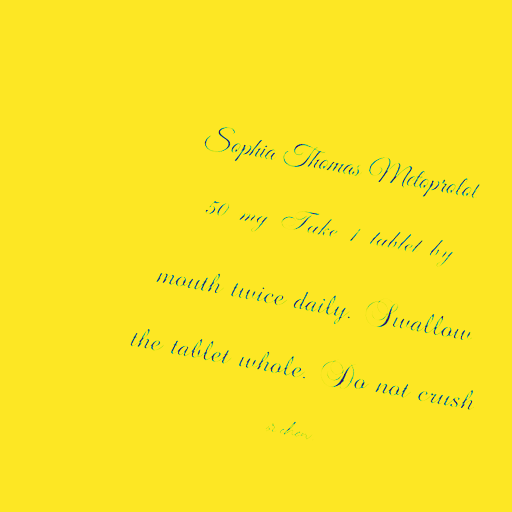 Sophia Thomas Metoprolol
50 mg Take 1 tablet by
mouth twice daily. Swallow
the tablet whole. Do not crush